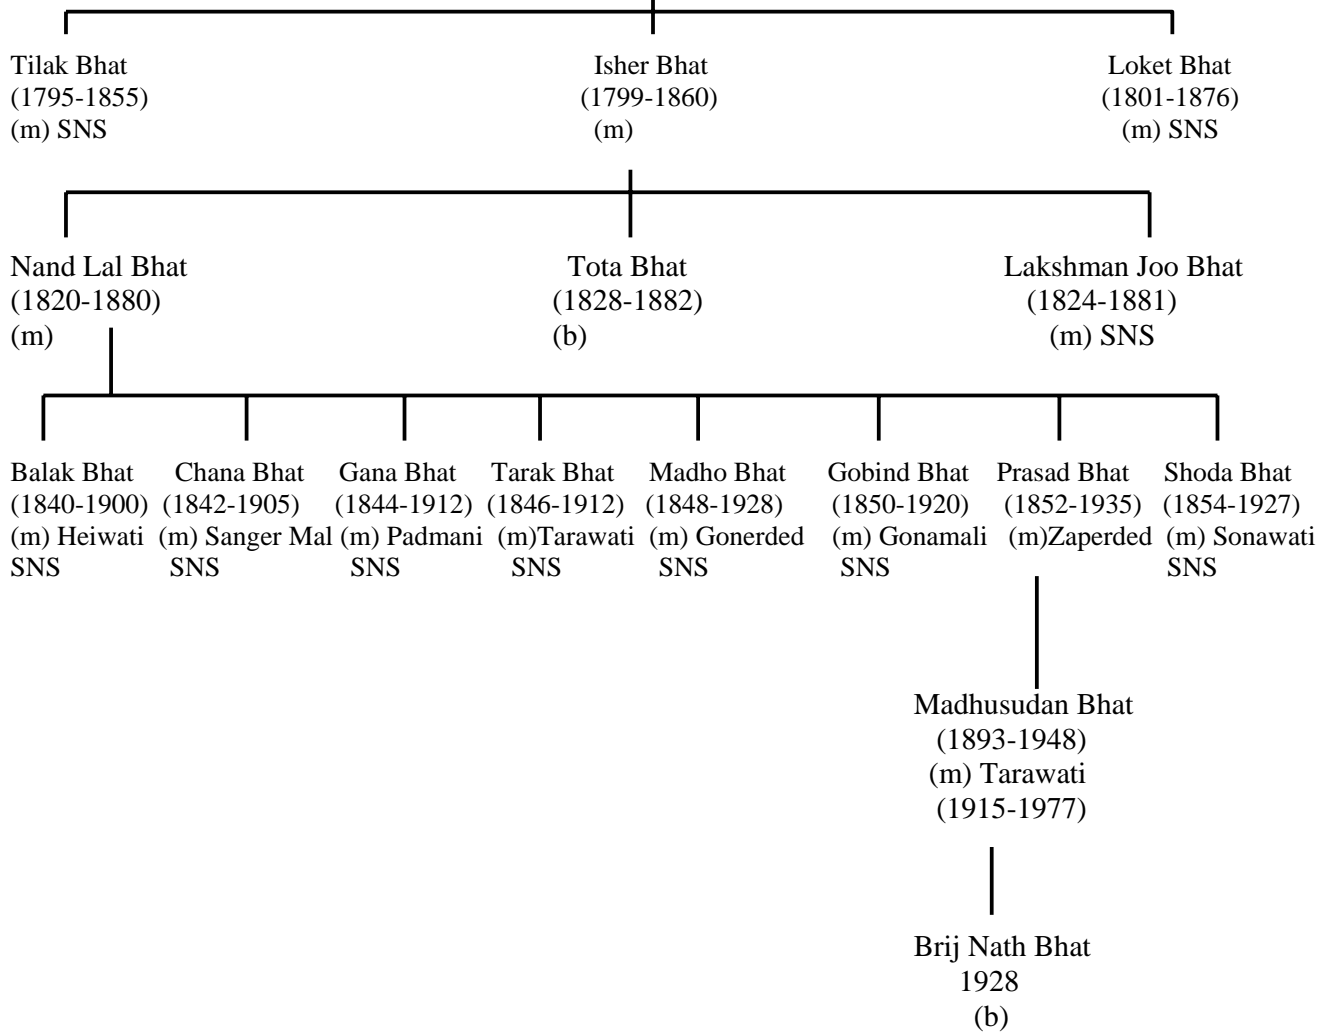 Tilak Bhat Isher Bhat Loket Bhat
(1795-1855) (1799-1860) (1801-1876)
(m) SNS (m) (m) SNS
Nand Lal Bhat Tota Bhat Lakshman Joo Bhat
(1820-1880) (1828-1882) (1824-1881)
(m) (b) (m) SNS
Balak Bhat Chana Bhat Gana Bhat Tarak Bhat Madho Bhat Gobind Bhat Prasad Bhat Shoda Bhat
(1840-1900) (1842-1905) (1844-1912) (1846-1912) (1848-1928) (1850-1920) (1852-1935) (1854-1927)
(m) Heiwati (m) Sanger Mal (m) Padmani (m)Tarawati (m) Gonerded (m) Gonamali (m)Zaperded (m) Sonawati
SNS SNS SNS SNS SNS SNS SNS
Madhusudan Bhat
(1893-1948)
(m) Tarawati
(1915-1977)
Brij Nath Bhat
1928
(b)